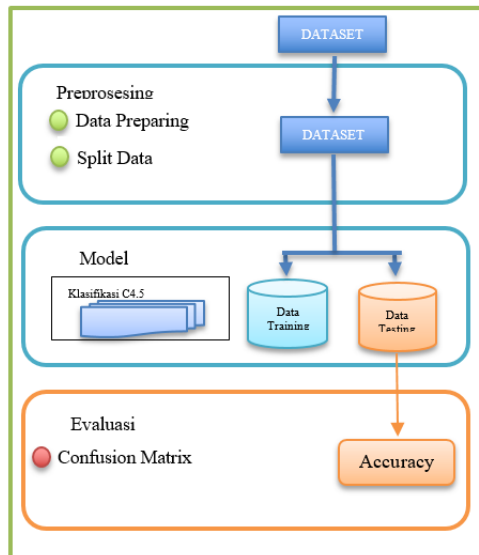 DATASET
Preprosesing
Data Preparing
DATASET
Split Data
Model
Klasifikasi C4.5
Data
Training
Data
Testing
Evaluasi
Confusion Matrix
Accuracy